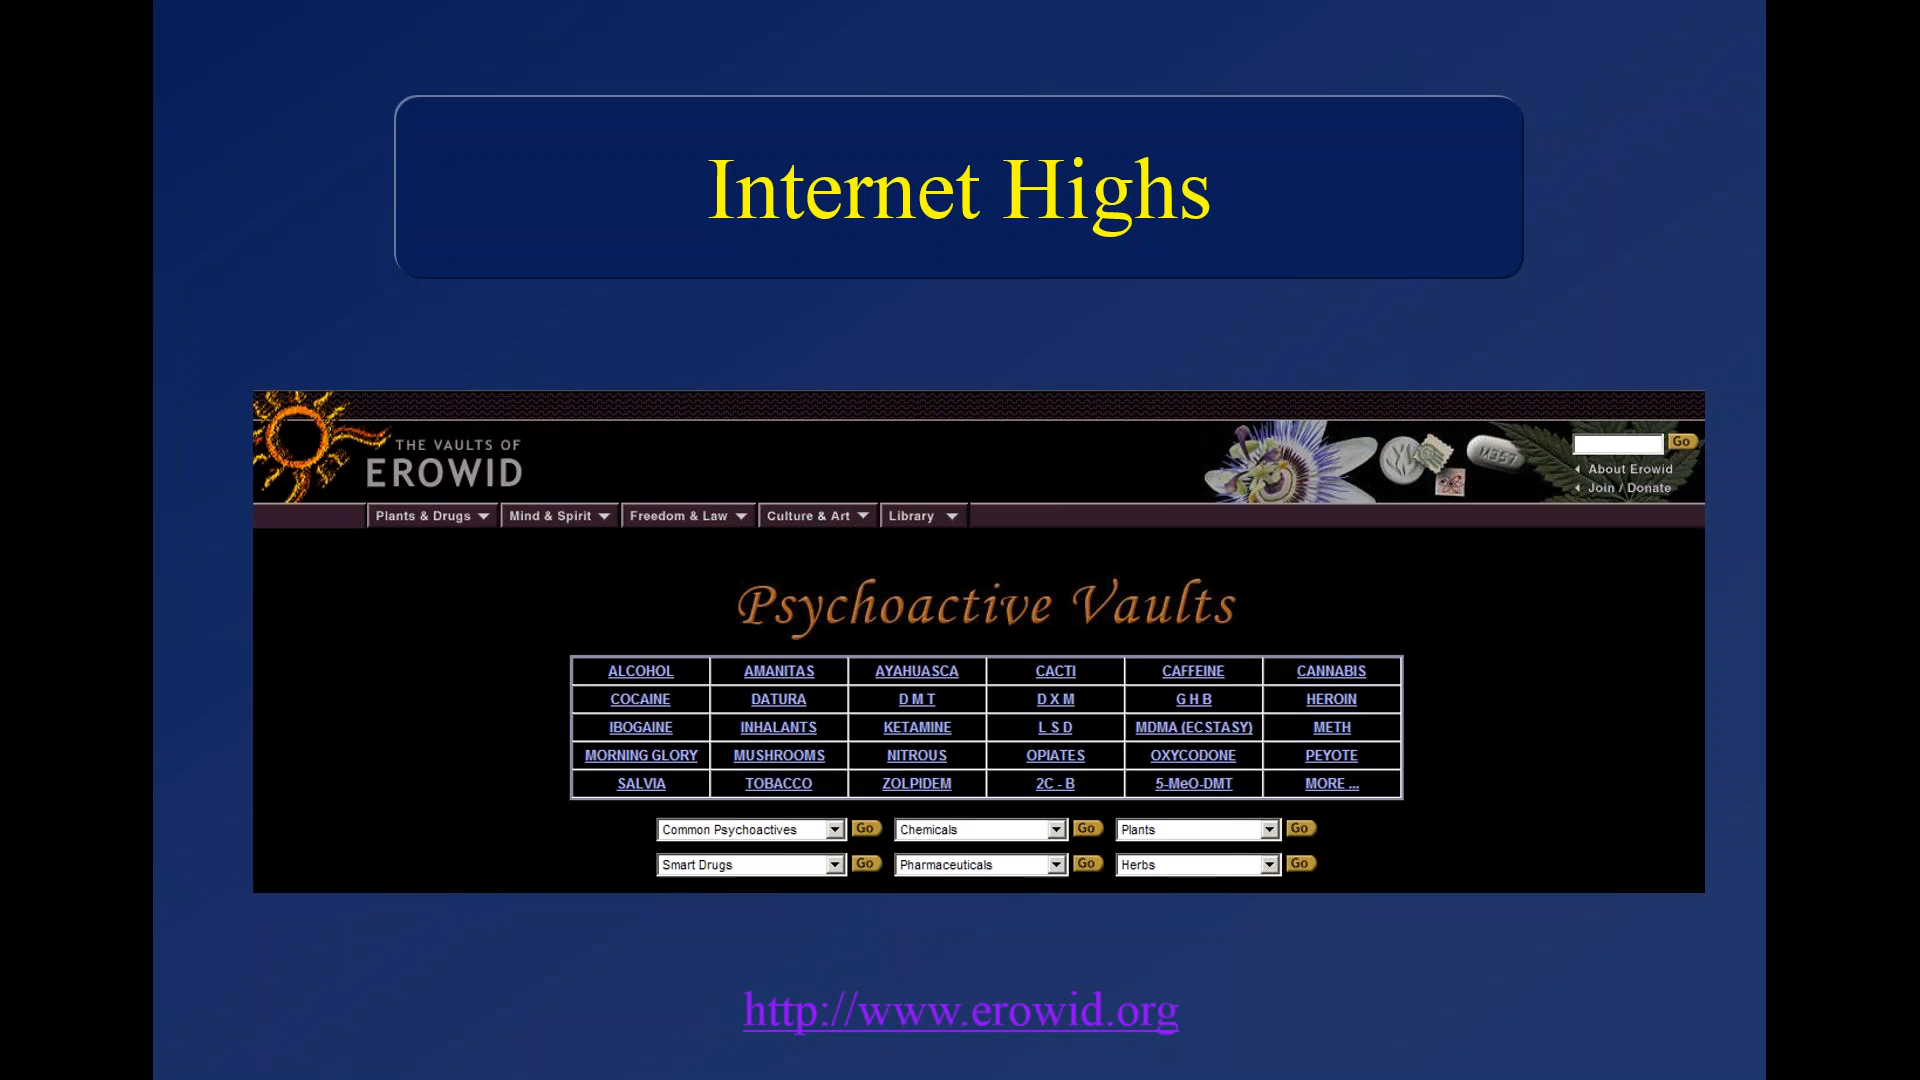 Internet Highs
THE VAULTS OF
EROWID
Go
About Erowid
Join / Donate
Plants & Drugs Mind & Spirit Freedom & Law Culture & Art Library
Psychoactive Vaults
ALCOHOL AMANITAS AYAHUASCA CACTI CAFFEINE CANNABIS
COCAINE DATURA D M T D X M G H B HEROIN
IBOGAINE INHALANTS KETAMINE L S D MDMA (ECSTASY) METH
MORNING GLORY MUSHROOMS NITROUS OPIATES OXYCODONE PEYOTE
SALVIA TOBACCO ZOLPIDEM 2C - B 5-MeO-DMT MORE ...
Common Psychoactives Go Chemicals Go Plants Go
Smart Drugs Go Pharmaceuticals Go Herbs Go
http://www.erowid.org